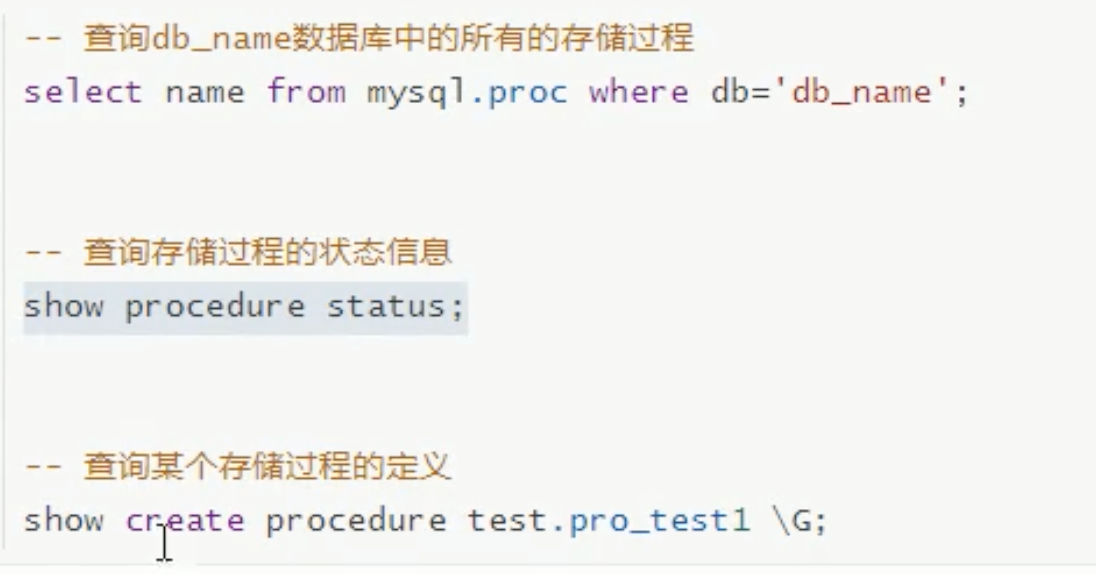 -- 查询db_name数据库中的所有的存储过程
select name from mysql.proc where db='db_name';
-- 查询存储过程的状态信息
show procedure status;
-- 查询某个存储过程的定义
show create procedure test.pro_test1 \G;